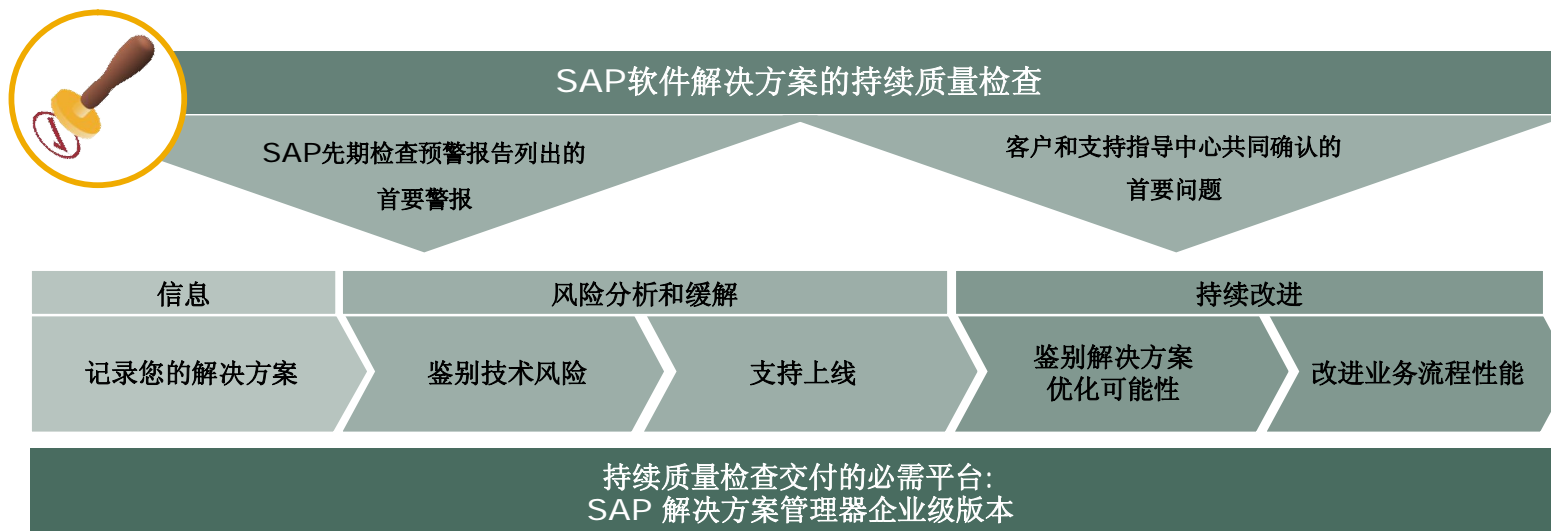 SAP软件解决方案的持续质量检查
SAP先期检查预警报告列出的
首要警报
客户和支持指导中心共同确认的
首要问题
信息
风险分析和缓解
持续改进
记录您的解决方案
鉴别技术风险
支持上线
鉴别解决方案
优化可能性
改进业务流程性能
持续质量检查交付的必需平台:
SAP 解决方案管理器企业级版本